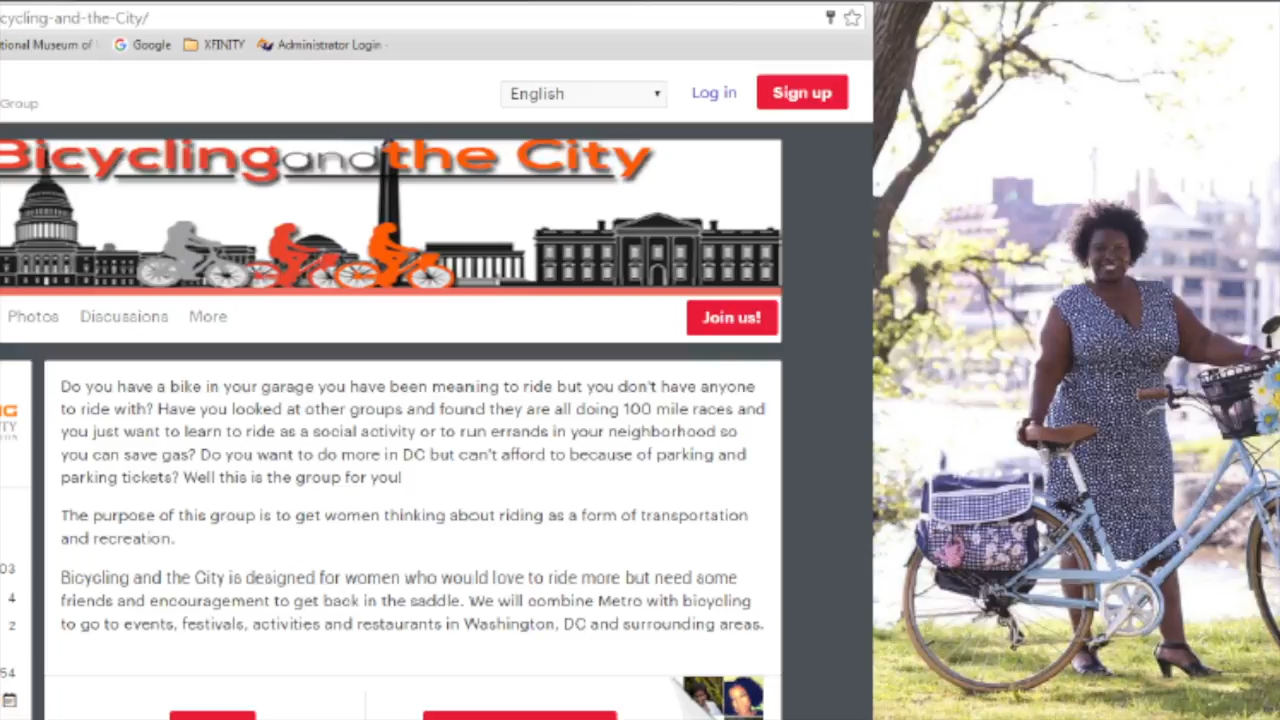 cycling-and-the-City/
tional Museum of
Google
XFINITY
Administrator Login
Group
English
Log in
Sign up
Bicycling and the City
Photos
Discussions
More
Join us!
Do you have a bike in your garage you have been meaning to ride but you don't have anyone
to ride with? Have you looked at other groups and found they are all doing 100 mile races and
you just want to learn to ride as a social activity or to run errands in your neighborhood so
you can save gas? Do you want to do more in DC but can't afford to because of parking and
parking tickets? Well this is the group for you!
The purpose of this group is to get women thinking about riding as a form of transportation
and recreation.
Bicycling and the City is designed for women who would love to ride more but need some
friends and encouragement to get back in the saddle. We will combine Metro with bicycling
to go to events, festivals, activities and restaurants in Washington, DC and surrounding areas.
NG
ITY
03
4
2
54